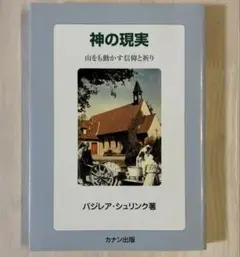 神の現実
山をも動かす信仰と祈り
バジレア・シュリンク著
カナン出版